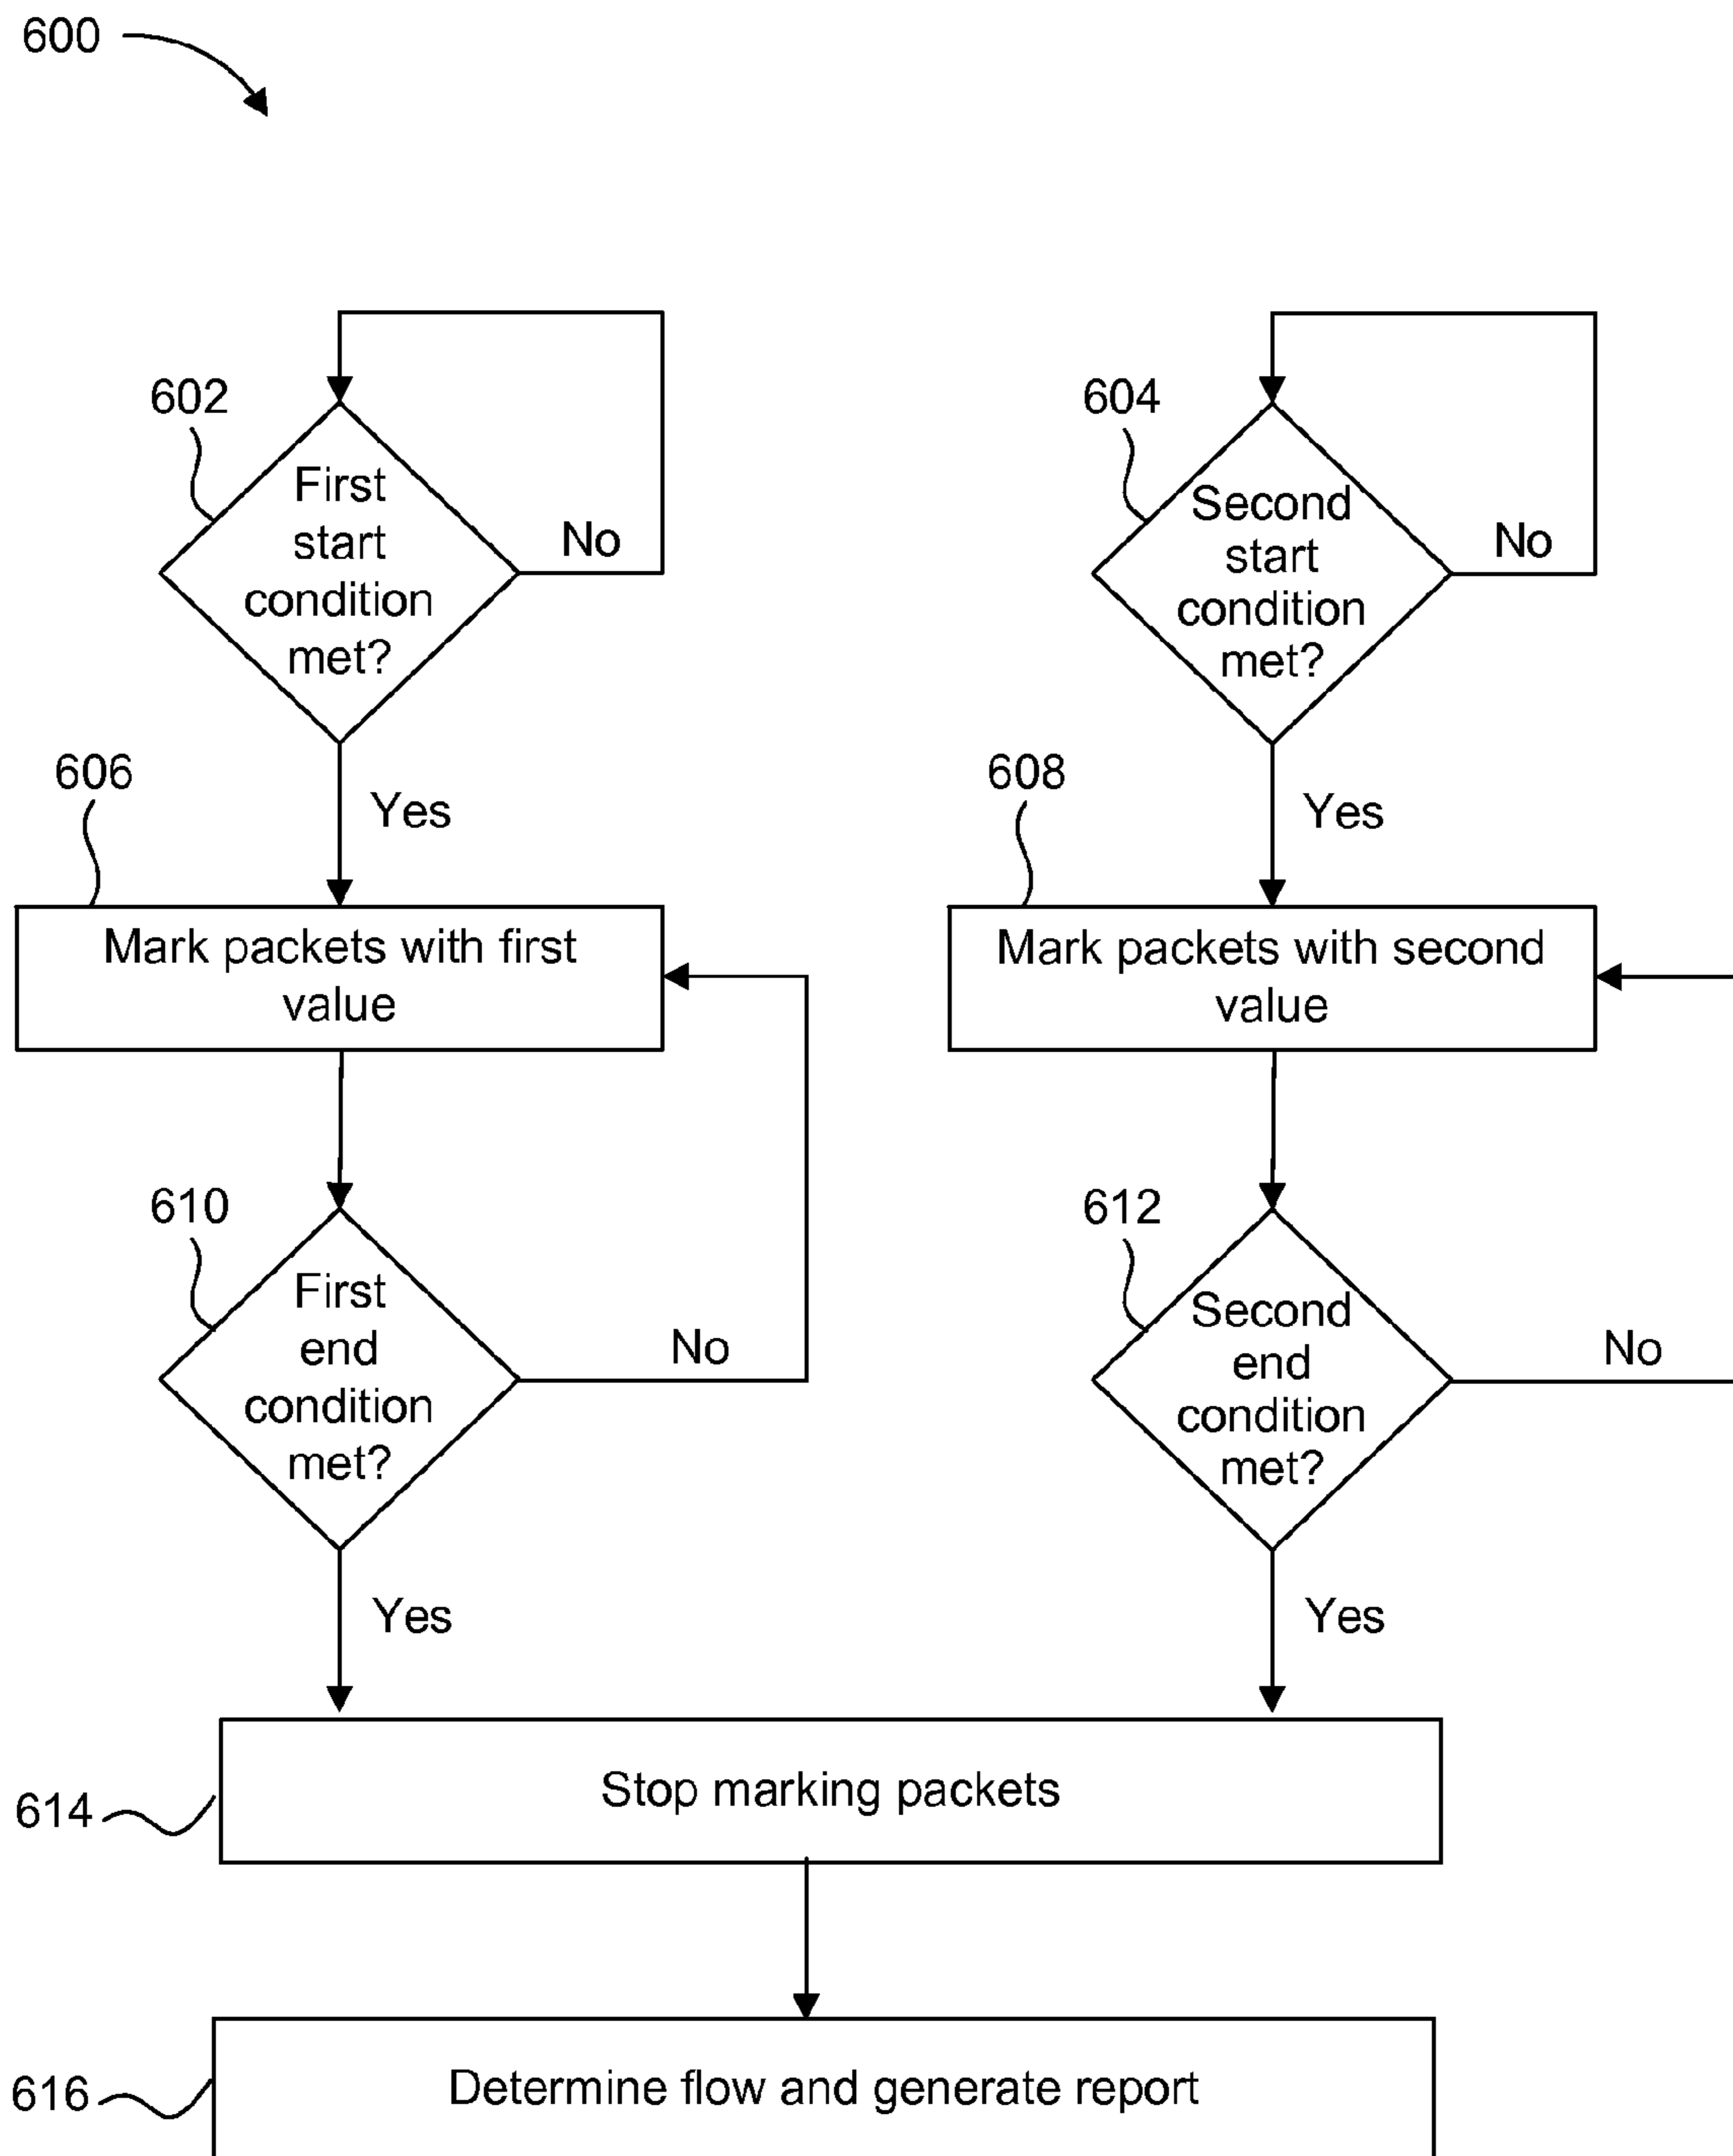 600
602
First
start
condition
met?
No
Yes
604
Second
start
condition
met?
No
Yes
606
Mark packets with first
value
608
Mark packets with second
value
610
First
end
condition
met?
No
Yes
612
Second
end
condition
met?
No
Yes
614
Stop marking packets
616
Determine flow and generate report